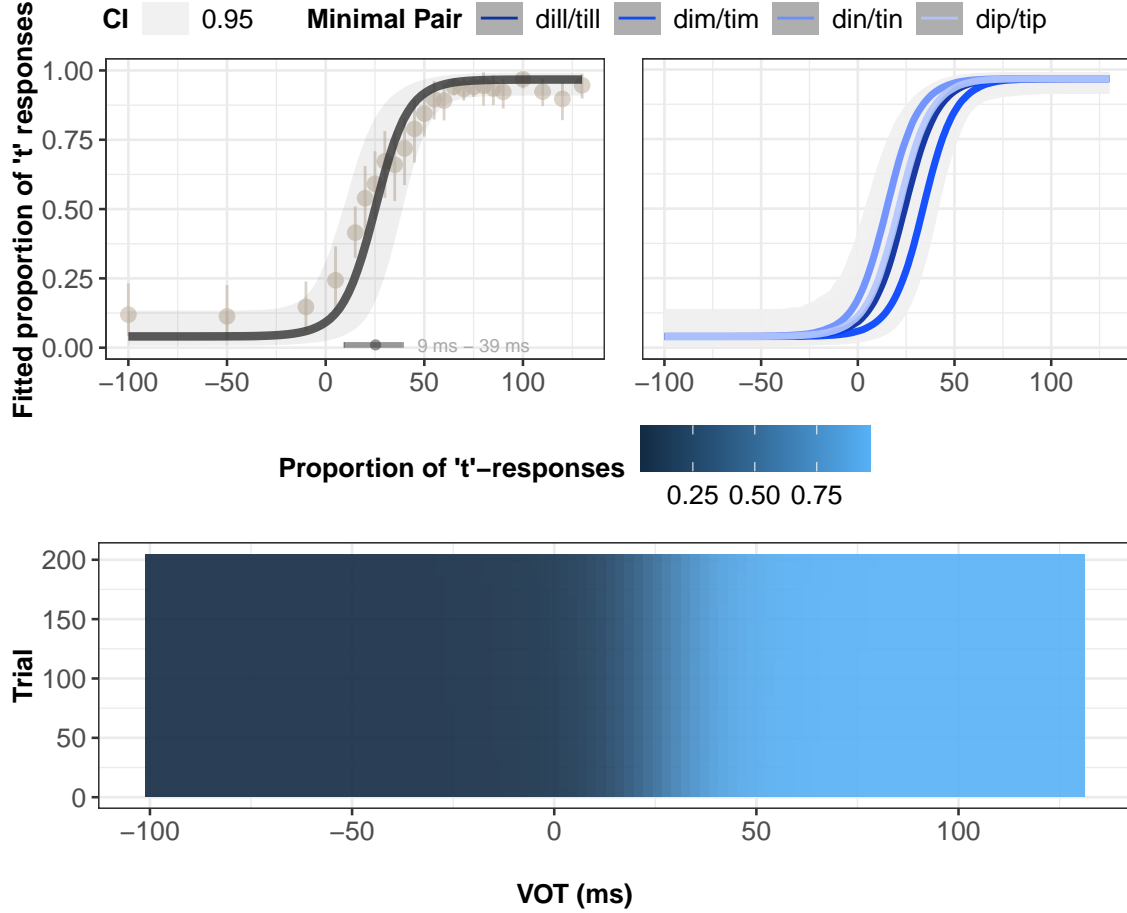 CI 0.95 Minimal Pair dill/till dim/tim din/tin dip/tip
Fitted proportion of 't' responses
1.00
0.75
0.50
0.25
0.00
9 ms – 39 ms
−100 −50 0 50 100
−100 −50 0 50 100
Proportion of 't'−responses
0.25 0.50 0.75
Trial
200
150
100
50
0
−100 −50 0 50 100
VOT (ms)